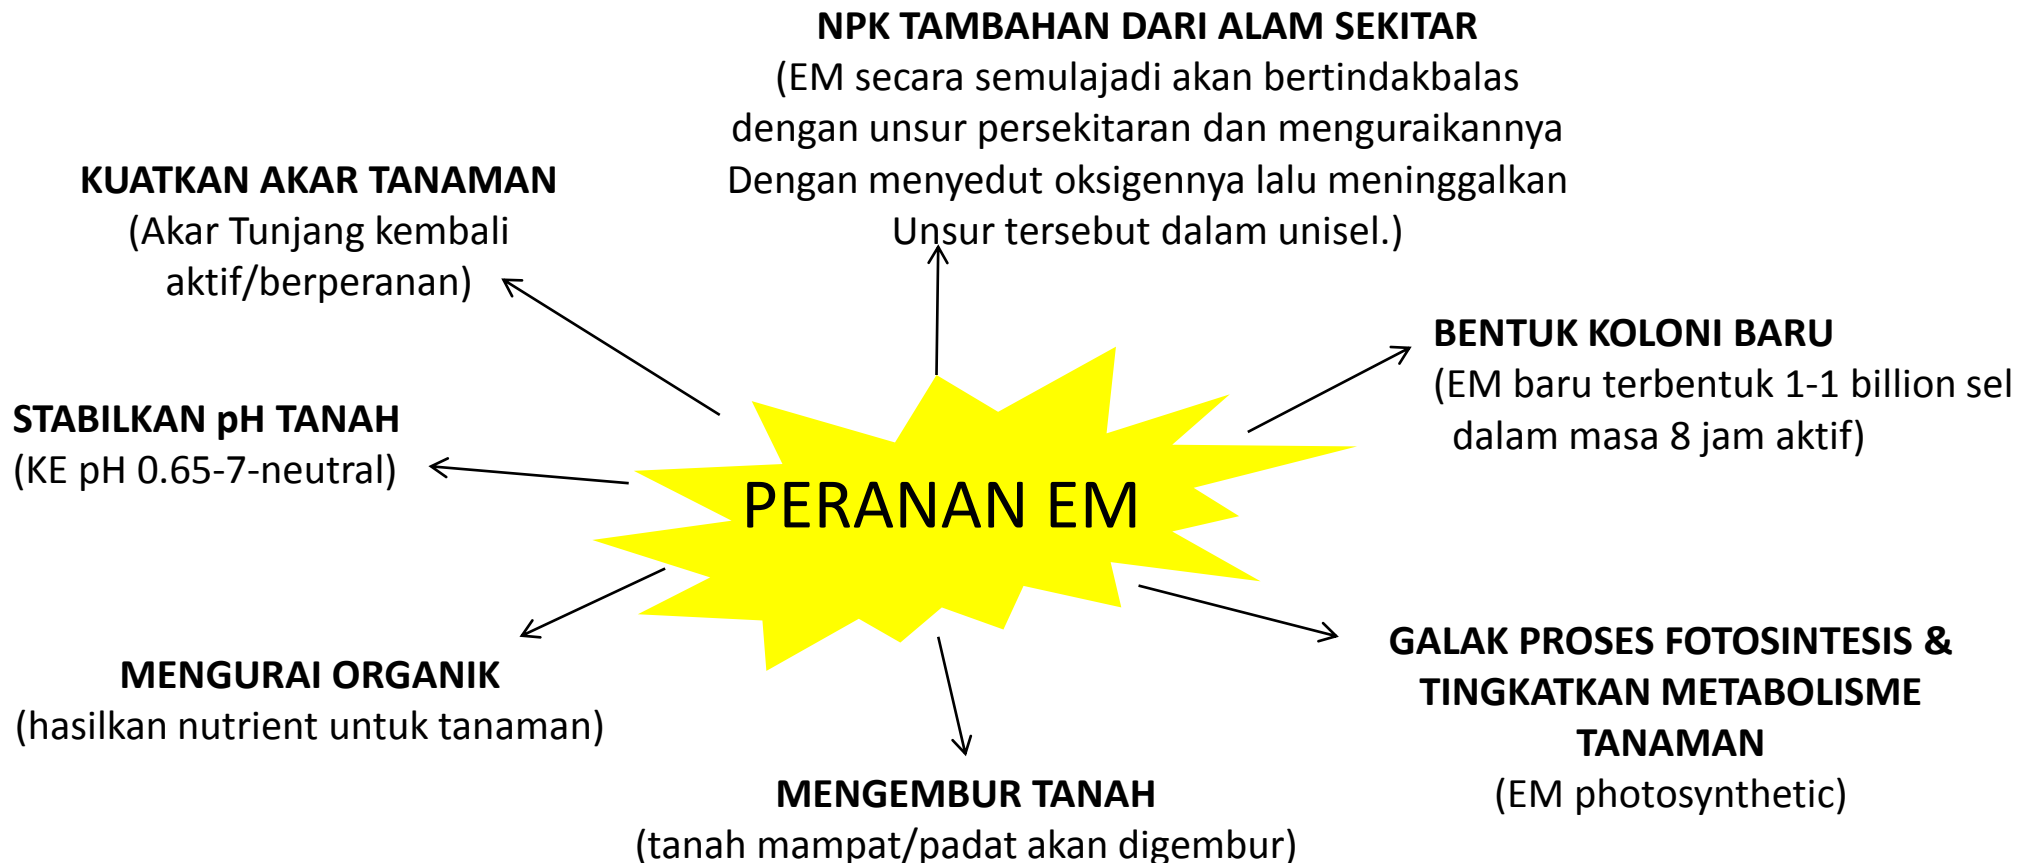 NPK TAMBAHAN DARI ALAM SEKITAR
(EM secara semulajadi akan bertindakbalas
dengan unsur persekitaran dan menguraikannya
Dengan menyedut oksigennya lalu meninggalkan
Unsur tersebut dalam unisel.)
KUATKAN AKAR TANAMAN
(Akar Tunjang kembali
aktif/berperanan)
BENTUK KOLONI BARU
(EM baru terbentuk 1-1 billion sel
dalam masa 8 jam aktif)
STABILKAN pH TANAH
(KE pH 0.65-7-neutral)
PERANAN EM
MENGURAI ORGANIK
(hasilkan nutrient untuk tanaman)
GALAK PROSES FOTOSINTESIS &
TINGKATKAN METABOLISME
TANAMAN
(EM photosynthetic)
MENGEMBUR TANAH
(tanah mampat/padat akan digembur)